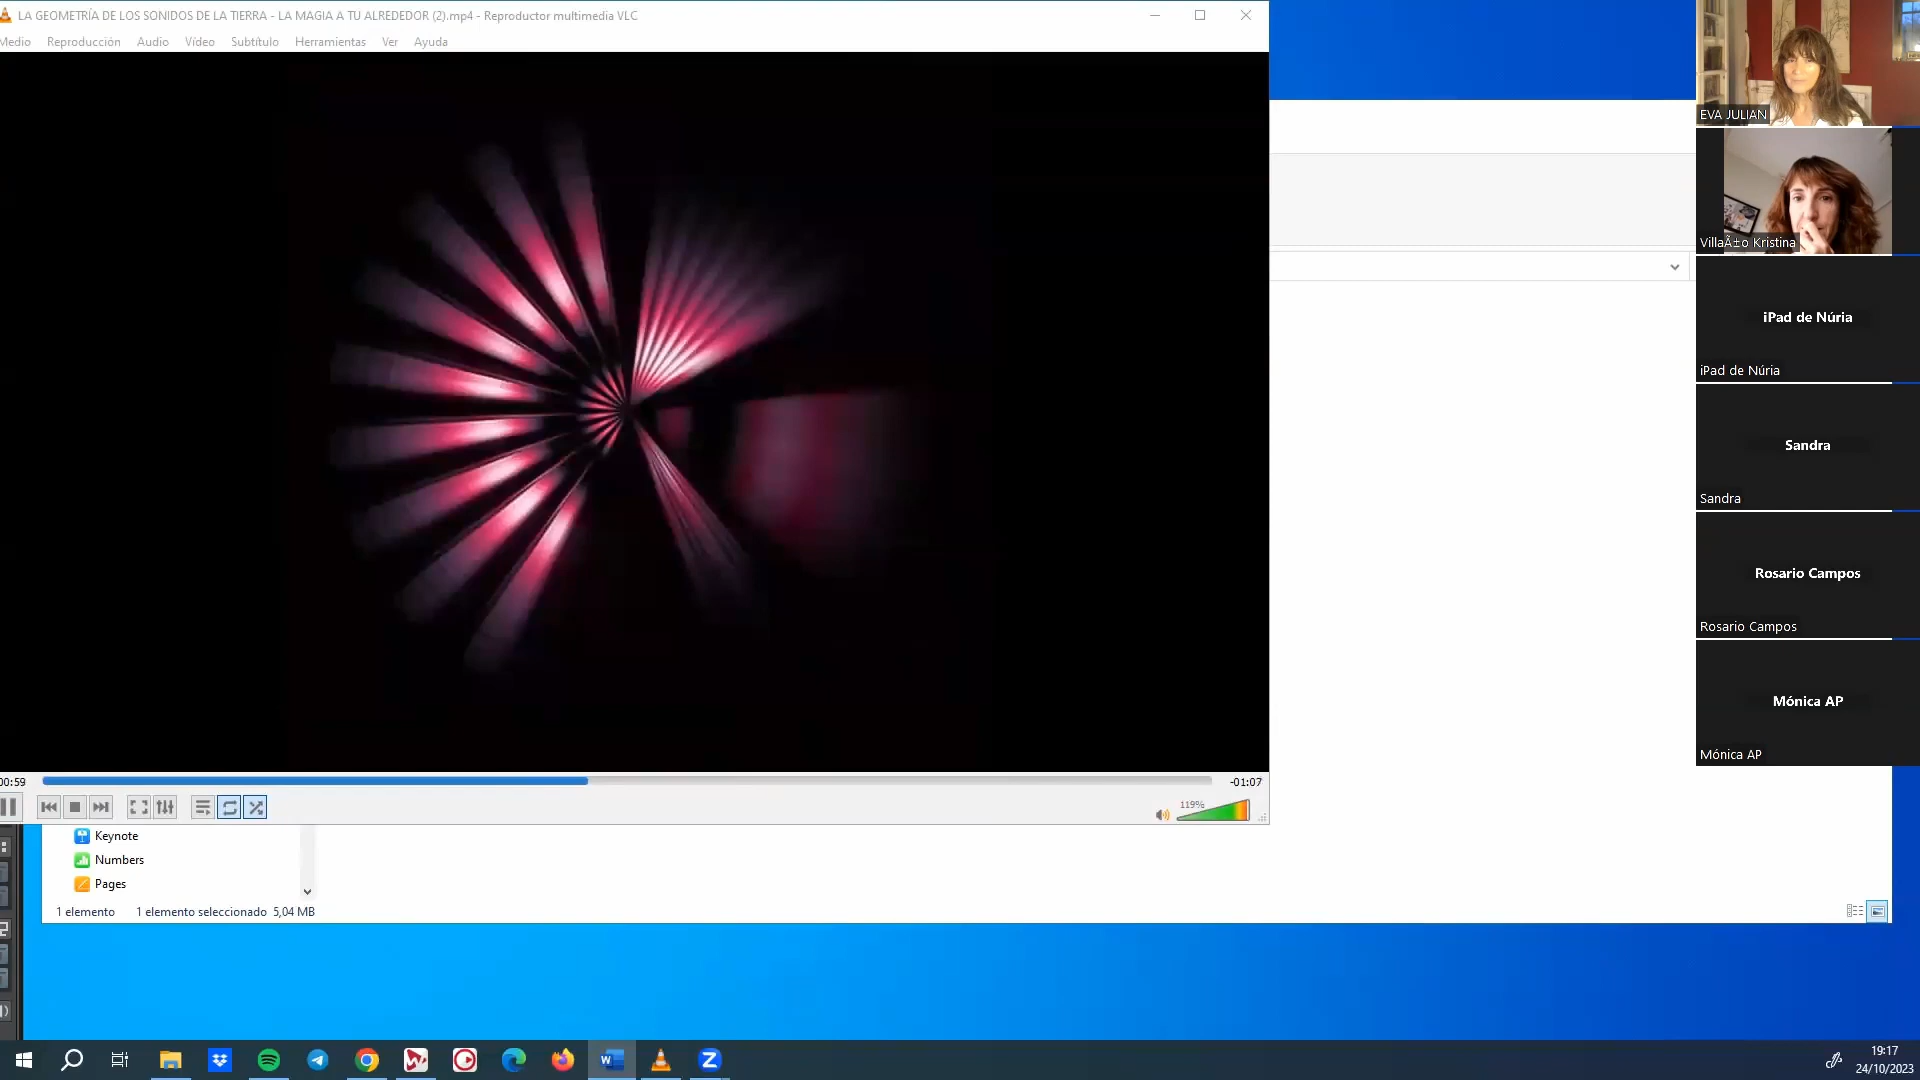 LA GEOMETRÍA DE LOS SONIDOS DE LA TIERRA - LA MAGIA A TU ALREDEDOR (2).mp4 - Reproductor multimedia VLC
Medio Reproducción Audio Vídeo Subtítulo Herramientas Ver Ayuda
EVA JULIAN
VillaÃ±o Kristina
iPad de Núria
iPad de Núria
Sandra
Sandra
Rosario Campos
Rosario Campos
Mónica AP
Mónica AP
00:59
-01:07
119%
Keynote
Numbers
Pages
1 elemento 1 elemento seleccionado 5,04 MB
19:17
24/10/2023